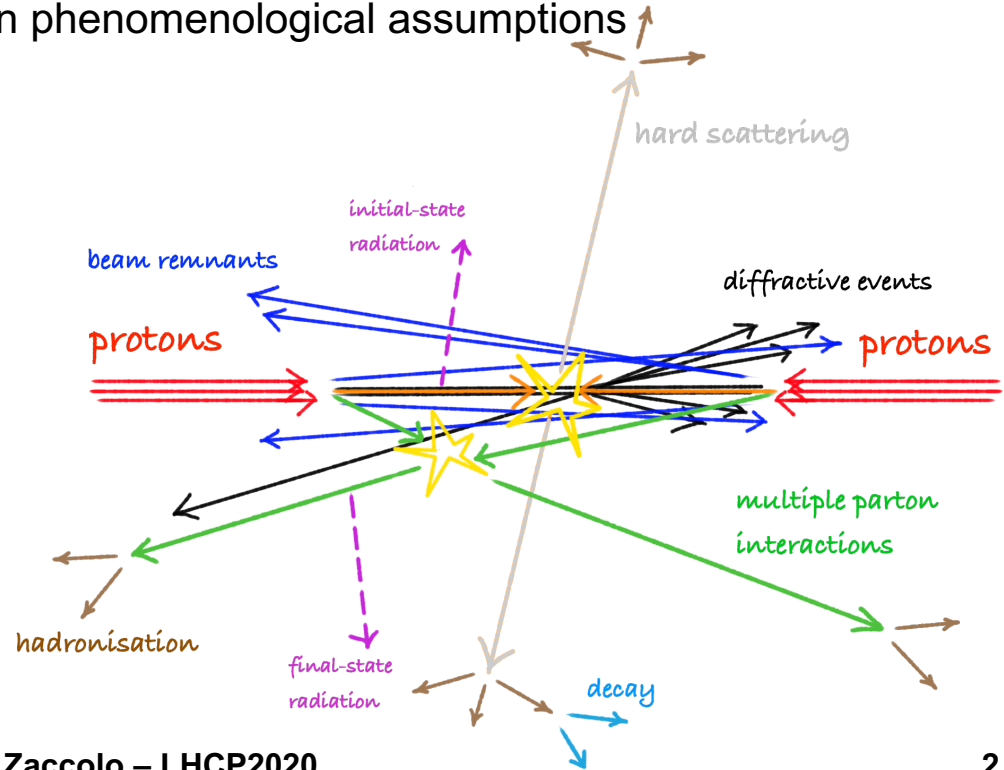 n phenomenological assumptions
hard scattering
initial-state
radiation
beam remnants
diffractive events
protons
protons
multiple parton
interactions
hadronisation
final-state
radiation
decay
Zaccolo – LHCP2020
2